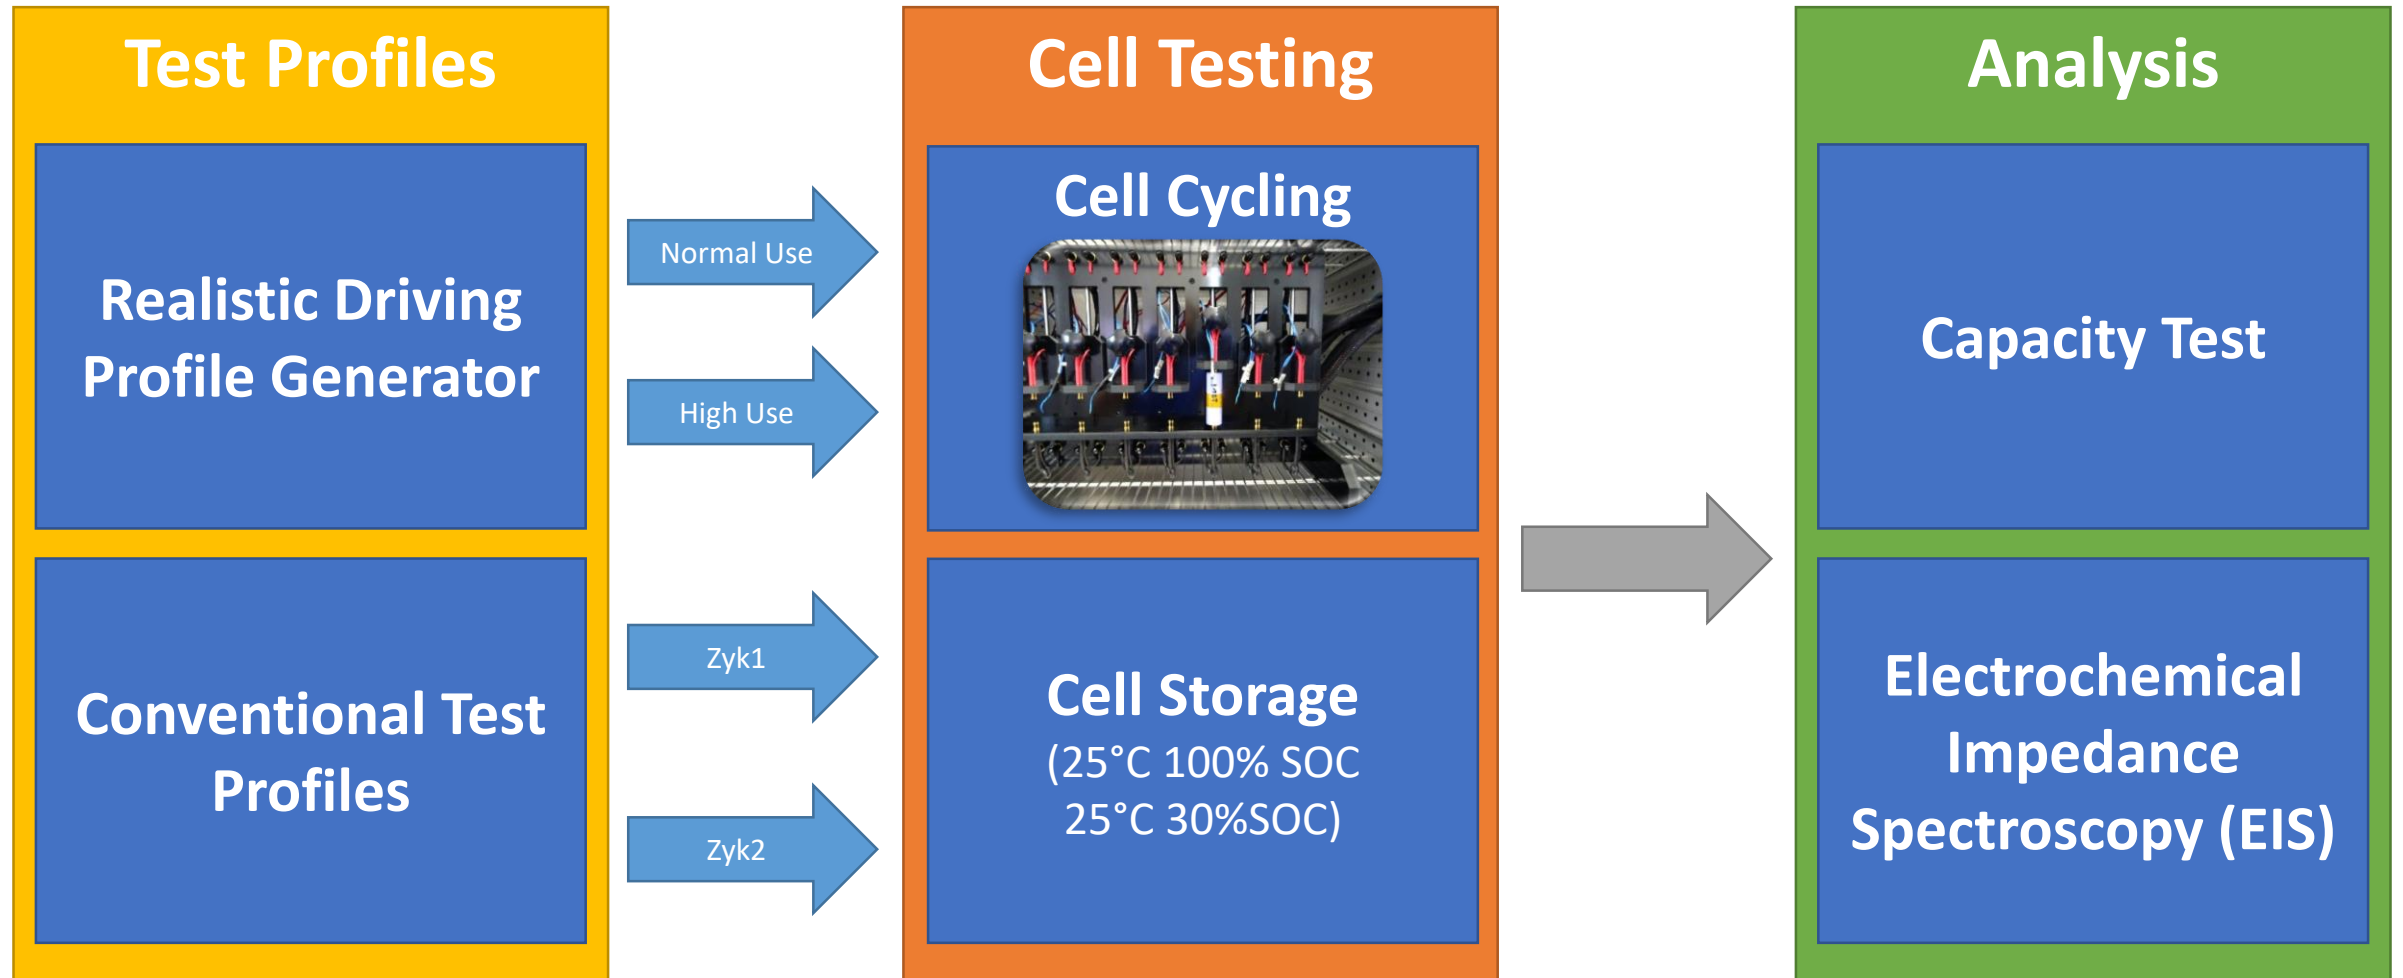 Test Profiles
Realistic Driving
Profile Generator
Conventional Test
Profiles
Normal Use
High Use
Zyk1
Zyk2
Cell Testing
Cell Cycling
Cell Storage
(25°C 100% SOC
25°C 30%SOC)
Analysis
Capacity Test
Electrochemical
Impedance
Spectroscopy (EIS)